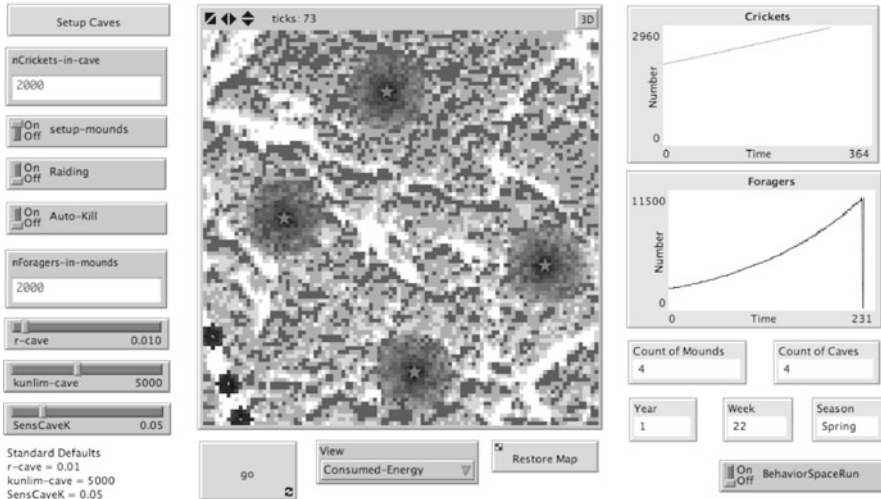 Setup Caves
nCrickets-in-cave
2000
On
Off
setup-mounds
On
Off
Raiding
On
Off
Auto-Kill
nForagers-in-mounds
2000
r-cave 0.010
kunlim-cave 5000
SensCaveK 0.05
Standard Defaults
r-cave = 0.01
kunlim-cave = 5000
SensCaveK = 0.05
ticks: 73
3D
go
View
Consumed-Energy
Restore Map
Crickets
2960
Number
0
0 Time 364
Foragers
11500
Number
0
0 Time 231
Count of Mounds
4
Count of Caves
4
Year
1
Week
22
Season
Spring
On
Off
BehaviorSpaceRun